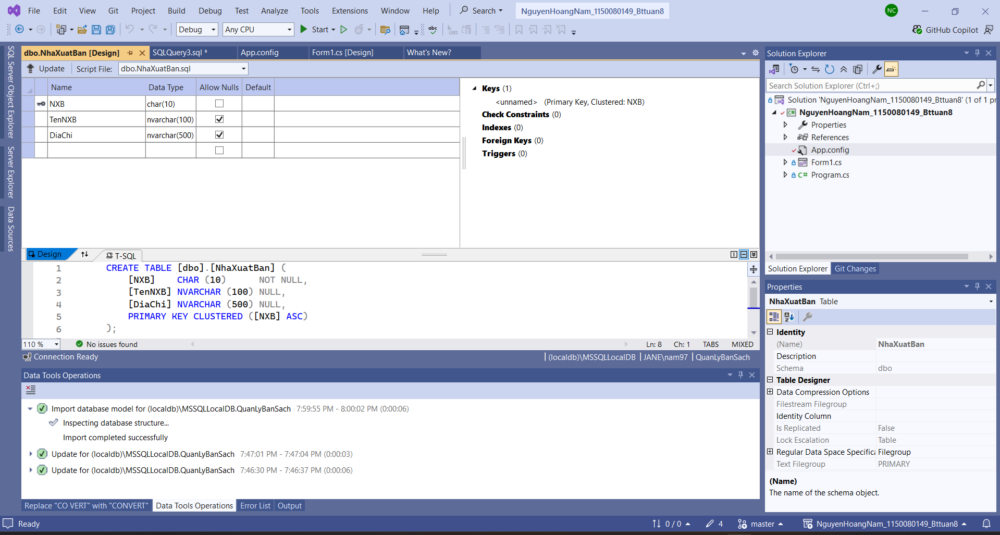 File Edit View Git Project Build Debug Test Analyze Tools Extensions Window Help Search NguyenHoangNam_1150080149_Bttuan8 NC
Debug Any CPU Start abc GitHub Copilot
SQL Server Object Explorer
Server Explorer
Data Sources
dbo.NhaXuatBan [Design] SQLQuery3.sql * App.config Form1.cs [Design] What's New?
Update Script File: dbo.NhaXuatBan.sql
Name Data Type Allow Nulls Default
NXB char(10)
TenNXB nvarchar(100)
DiaChi nvarchar(500)
Keys (1)
<unnamed> (Primary Key, Clustered: NXB)
Check Constraints (0)
Indexes (0)
Foreign Keys (0)
Triggers (0)
Design T-SQL
1 CREATE TABLE [dbo].[NhaXuatBan] (
2 [NXB] CHAR (10) NOT NULL,
3 [TenNXB] NVARCHAR (100) NULL,
4 [DiaChi] NVARCHAR (500) NULL,
5 PRIMARY KEY CLUSTERED ([NXB] ASC)
6 );
110 % No issues found Ln: 8 Ch: 1 TABS MIXED
Connection Ready (localdb)\MSSQLLocalDB JANE\nam97 QuanLyBanSach
Data Tools Operations
Import database model for (localdb)\MSSQLLocalDB.QuanLyBanSach 7:59:55 PM - 8:00:02 PM (0:00:06)
Inspecting database structure...
Import completed successfully
Update for (localdb)\MSSQLLocalDB.QuanLyBanSach 7:47:01 PM - 7:47:04 PM (0:00:03)
Update for (localdb)\MSSQLLocalDB.QuanLyBanSach 7:46:30 PM - 7:46:37 PM (0:00:06)
Replace "CO VERT" with "CONVERT" Data Tools Operations Error List Output
Solution Explorer
Search Solution Explorer (Ctrl+;)
Solution 'NguyenHoangNam_1150080149_Bttuan8' (1 of 1 pr
C# NguyenHoangNam_1150080149_Bttuan8
Properties
References
App.config
Form1.cs
C# Program.cs
Solution Explorer Git Changes
Properties
NhaXuatBan Table
Identity
(Name) NhaXuatBan
Description
Schema dbo
Table Designer
Data Compression Options
Filestream Filegroup
Identity Column
Is Replicated False
Lock Escalation Table
Regular Data Space Specifica Filegroup
Text Filegroup PRIMARY
(Name)
The name of the schema object.
Ready 0 / 0 4 master NguyenHoangNam_1150080149_Bttuan8